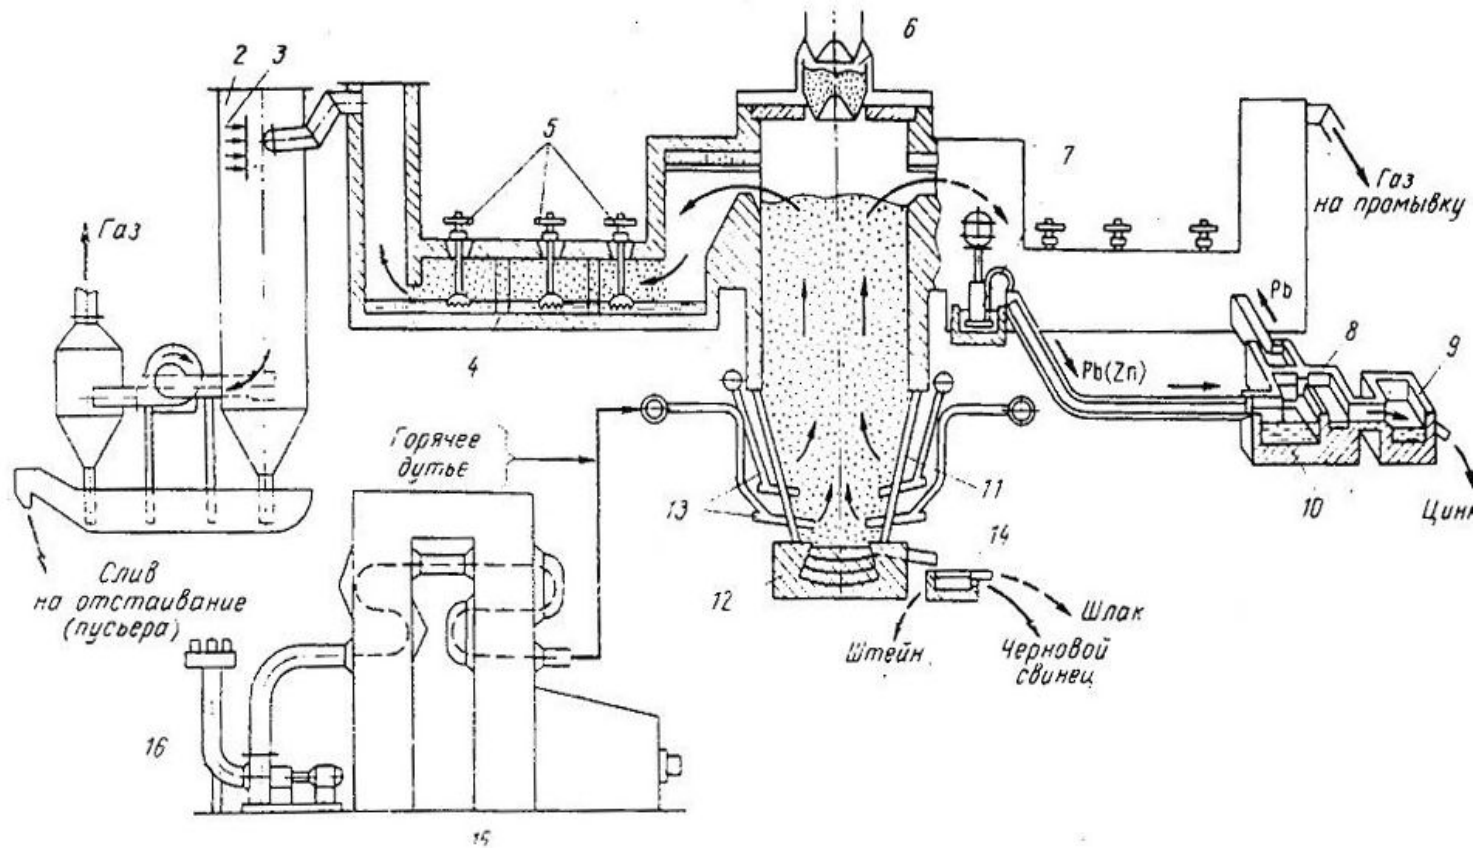 6
2 3
5
7
Газ
на промывку
Газ
Pb
8
9
4
Pb(Zn)
Горячее
дутье
11
13
10
Цинк
14
12
Слив
на отстаивание
(пусьера)
Шлак
Штейн
Черновой
свинец
16
15